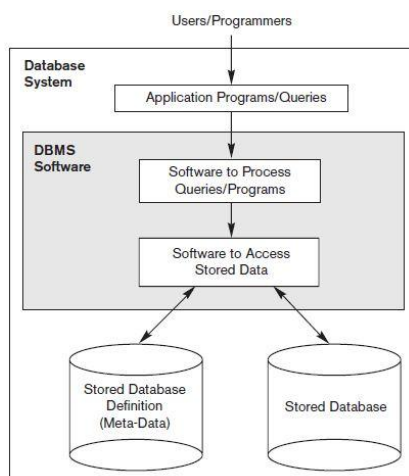 Users/Programmers
Database
System
Application Programs/Queries
DBMS
Software
Software to Process
Queries/Programs
Software to Access
Stored Data
Stored Database
Definition
(Meta-Data)
Stored Database